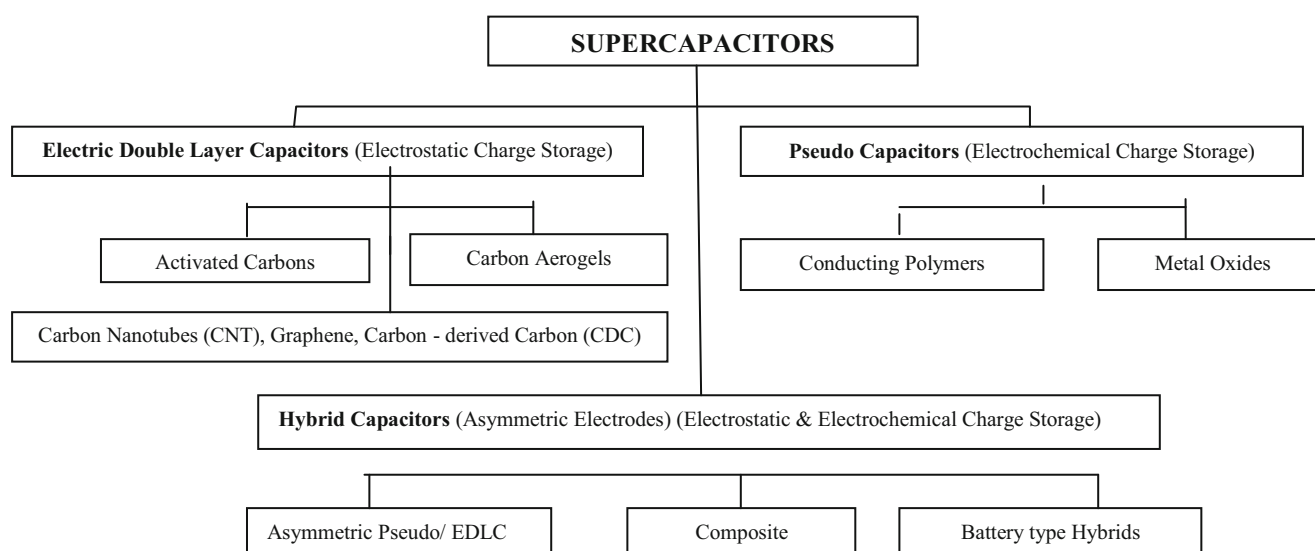 SUPERCAPACITORS
Electric Double Layer Capacitors (Electrostatic Charge Storage)
Pseudo Capacitors (Electrochemical Charge Storage)
Activated Carbons
Carbon Aerogels
Conducting Polymers
Metal Oxides
Carbon Nanotubes (CNT), Graphene, Carbon - derived Carbon (CDC)
Hybrid Capacitors (Asymmetric Electrodes) (Electrostatic & Electrochemical Charge Storage)
Asymmetric Pseudo/ EDLC
Composite
Battery type Hybrids